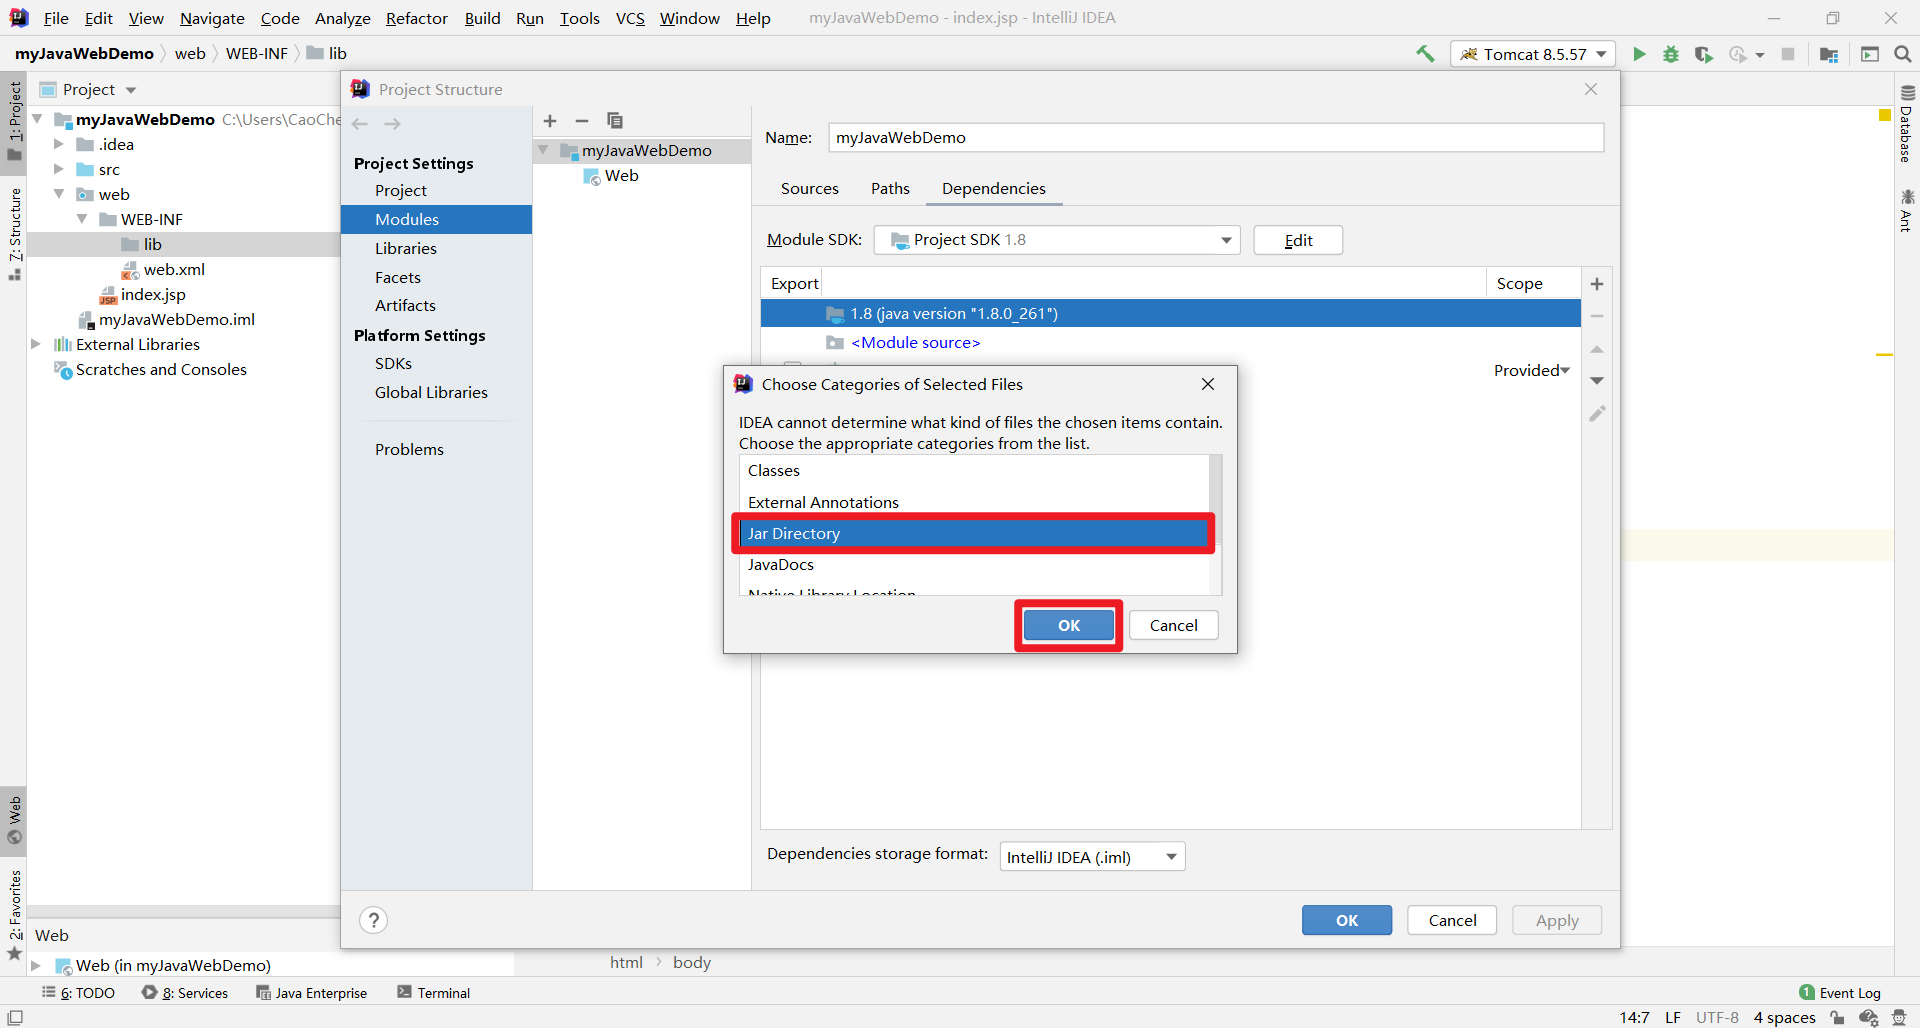 File Edit View Navigate Code Analyze Refactor Build Run Tools VCS Window Help myJavaWebDemo - index.jsp - IntelliJ IDEA
myJavaWebDemo web WEB-INF lib
Tomcat 8.5.57
1: Project
7: Structure
Web
2: Favorites
Project
myJavaWebDemo C:\Users\CaoChe
.idea
src
web
WEB-INF
lib
web.xml
index.jsp
myJavaWebDemo.iml
External Libraries
Scratches and Consoles
Project Structure
Project Settings
Project
Modules
Libraries
Facets
Artifacts
Platform Settings
SDKs
Global Libraries
Problems
myJavaWebDemo
Web
Name: myJavaWebDemo
Sources Paths Dependencies
Module SDK: Project SDK 1.8 Edit
Export Scope
1.8 (java version "1.8.0_261")
<Module source>
Provided
Choose Categories of Selected Files
IDEA cannot determine what kind of files the chosen items contain.
Choose the appropriate categories from the list.
Classes
External Annotations
Jar Directory
JavaDocs
Native Library Location
OK Cancel
Dependencies storage format: IntelliJ IDEA (.iml)
? OK Cancel Apply
Database
Ant
Web
Web (in myJavaWebDemo)
html body
6: TODO 8: Services Java Enterprise Terminal 1 Event Log
14:7 LF UTF-8 4 spaces